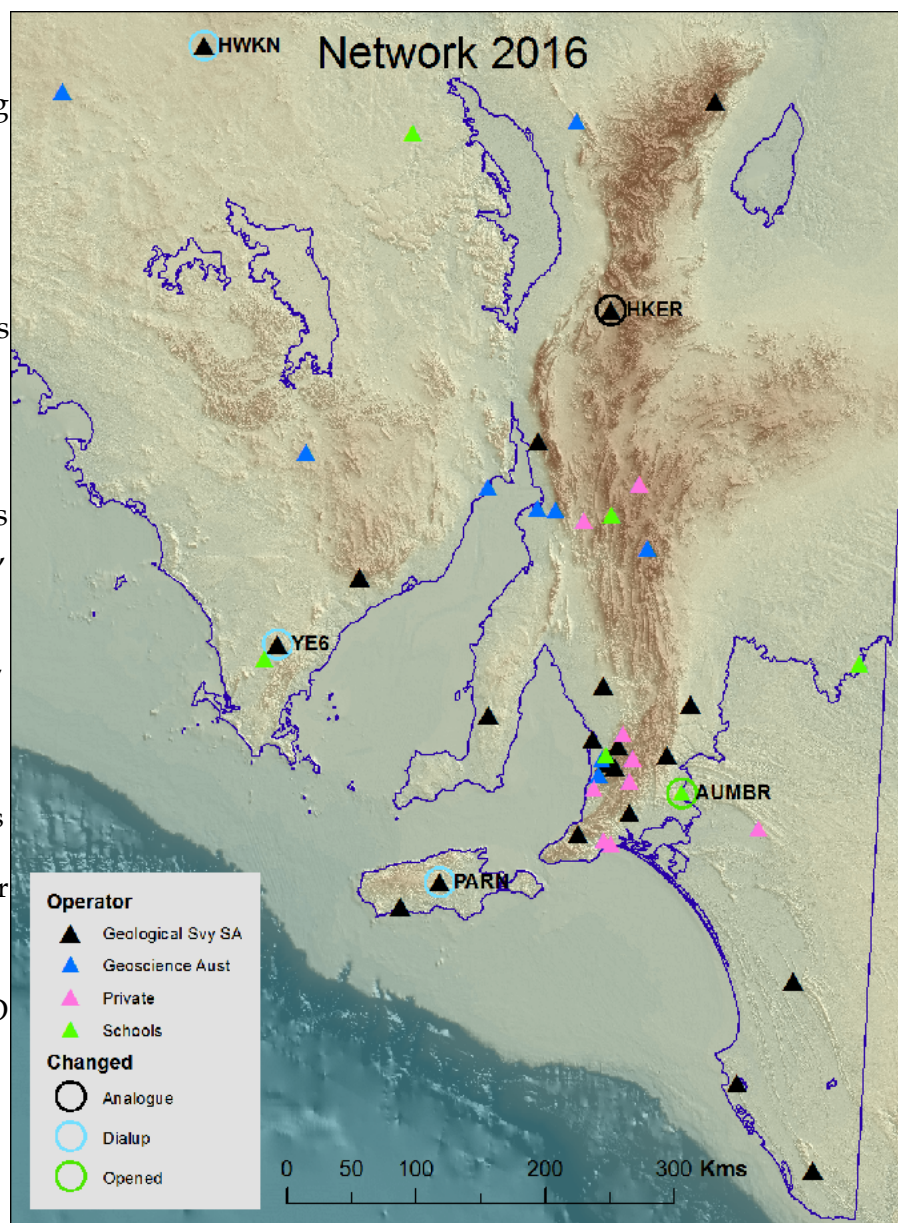 Network 2016
HWKN
g
HKER
s
s
,
YE6
,
AUMBR
s
PARN
r
Operator
Geological Svy SA
Geoscience Aust
Private
Schools
Changed
Analogue
Dialup
Opened
0 50 100 200 300 Kms